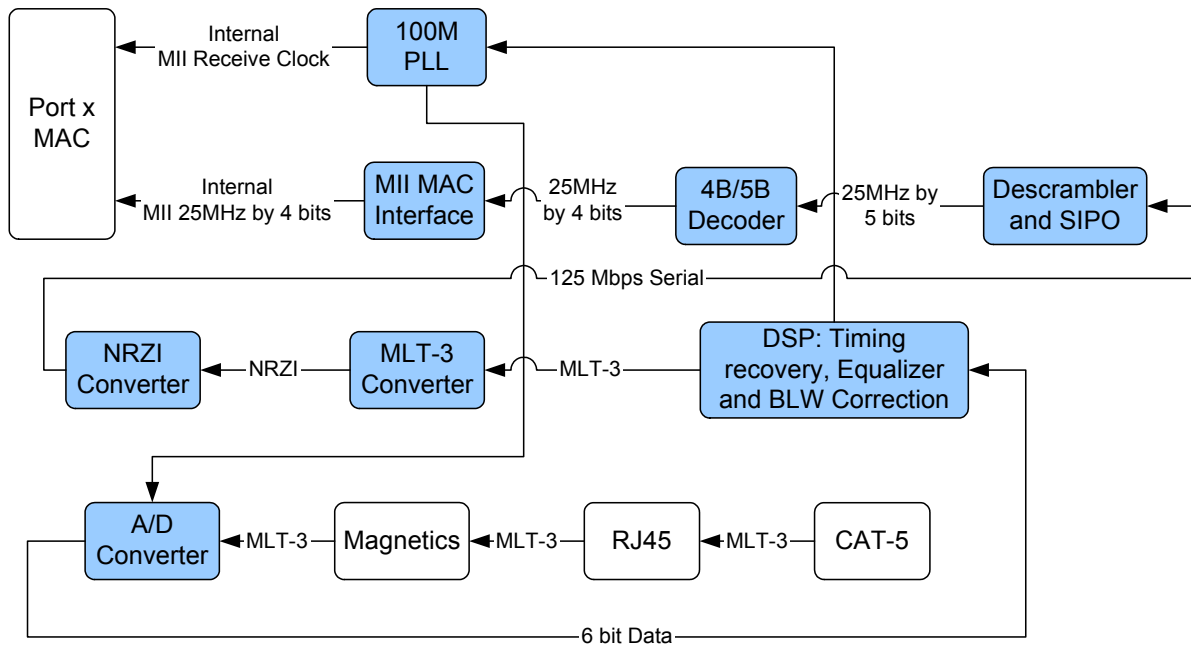 Port x
MAC
Internal
MII Receive Clock
100M
PLL
Internal
MII 25MHz by 4 bits
MII MAC
Interface
25MHz
by 4 bits
4B/5B
Decoder
25MHz by
5 bits
Descrambler
and SIPO
125 Mbps Serial
NRZI
Converter
NRZI
MLT-3
Converter
MLT-3
DSP: Timing
recovery, Equalizer
and BLW Correction
A/D
Converter
MLT-3
Magnetics
MLT-3
RJ45
MLT-3
CAT-5
6 bit Data